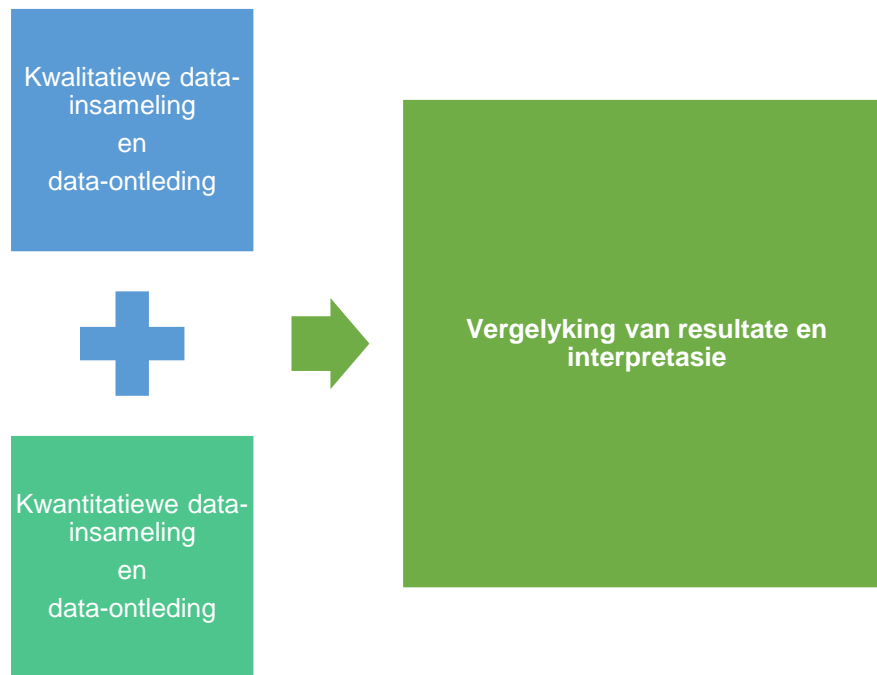 Kwalitatiewe data-
insameling
en
data-ontleding
Vergelyking van resultate en
interpretasie
Kwantitatiewe data-
insameling
en
data-ontleding